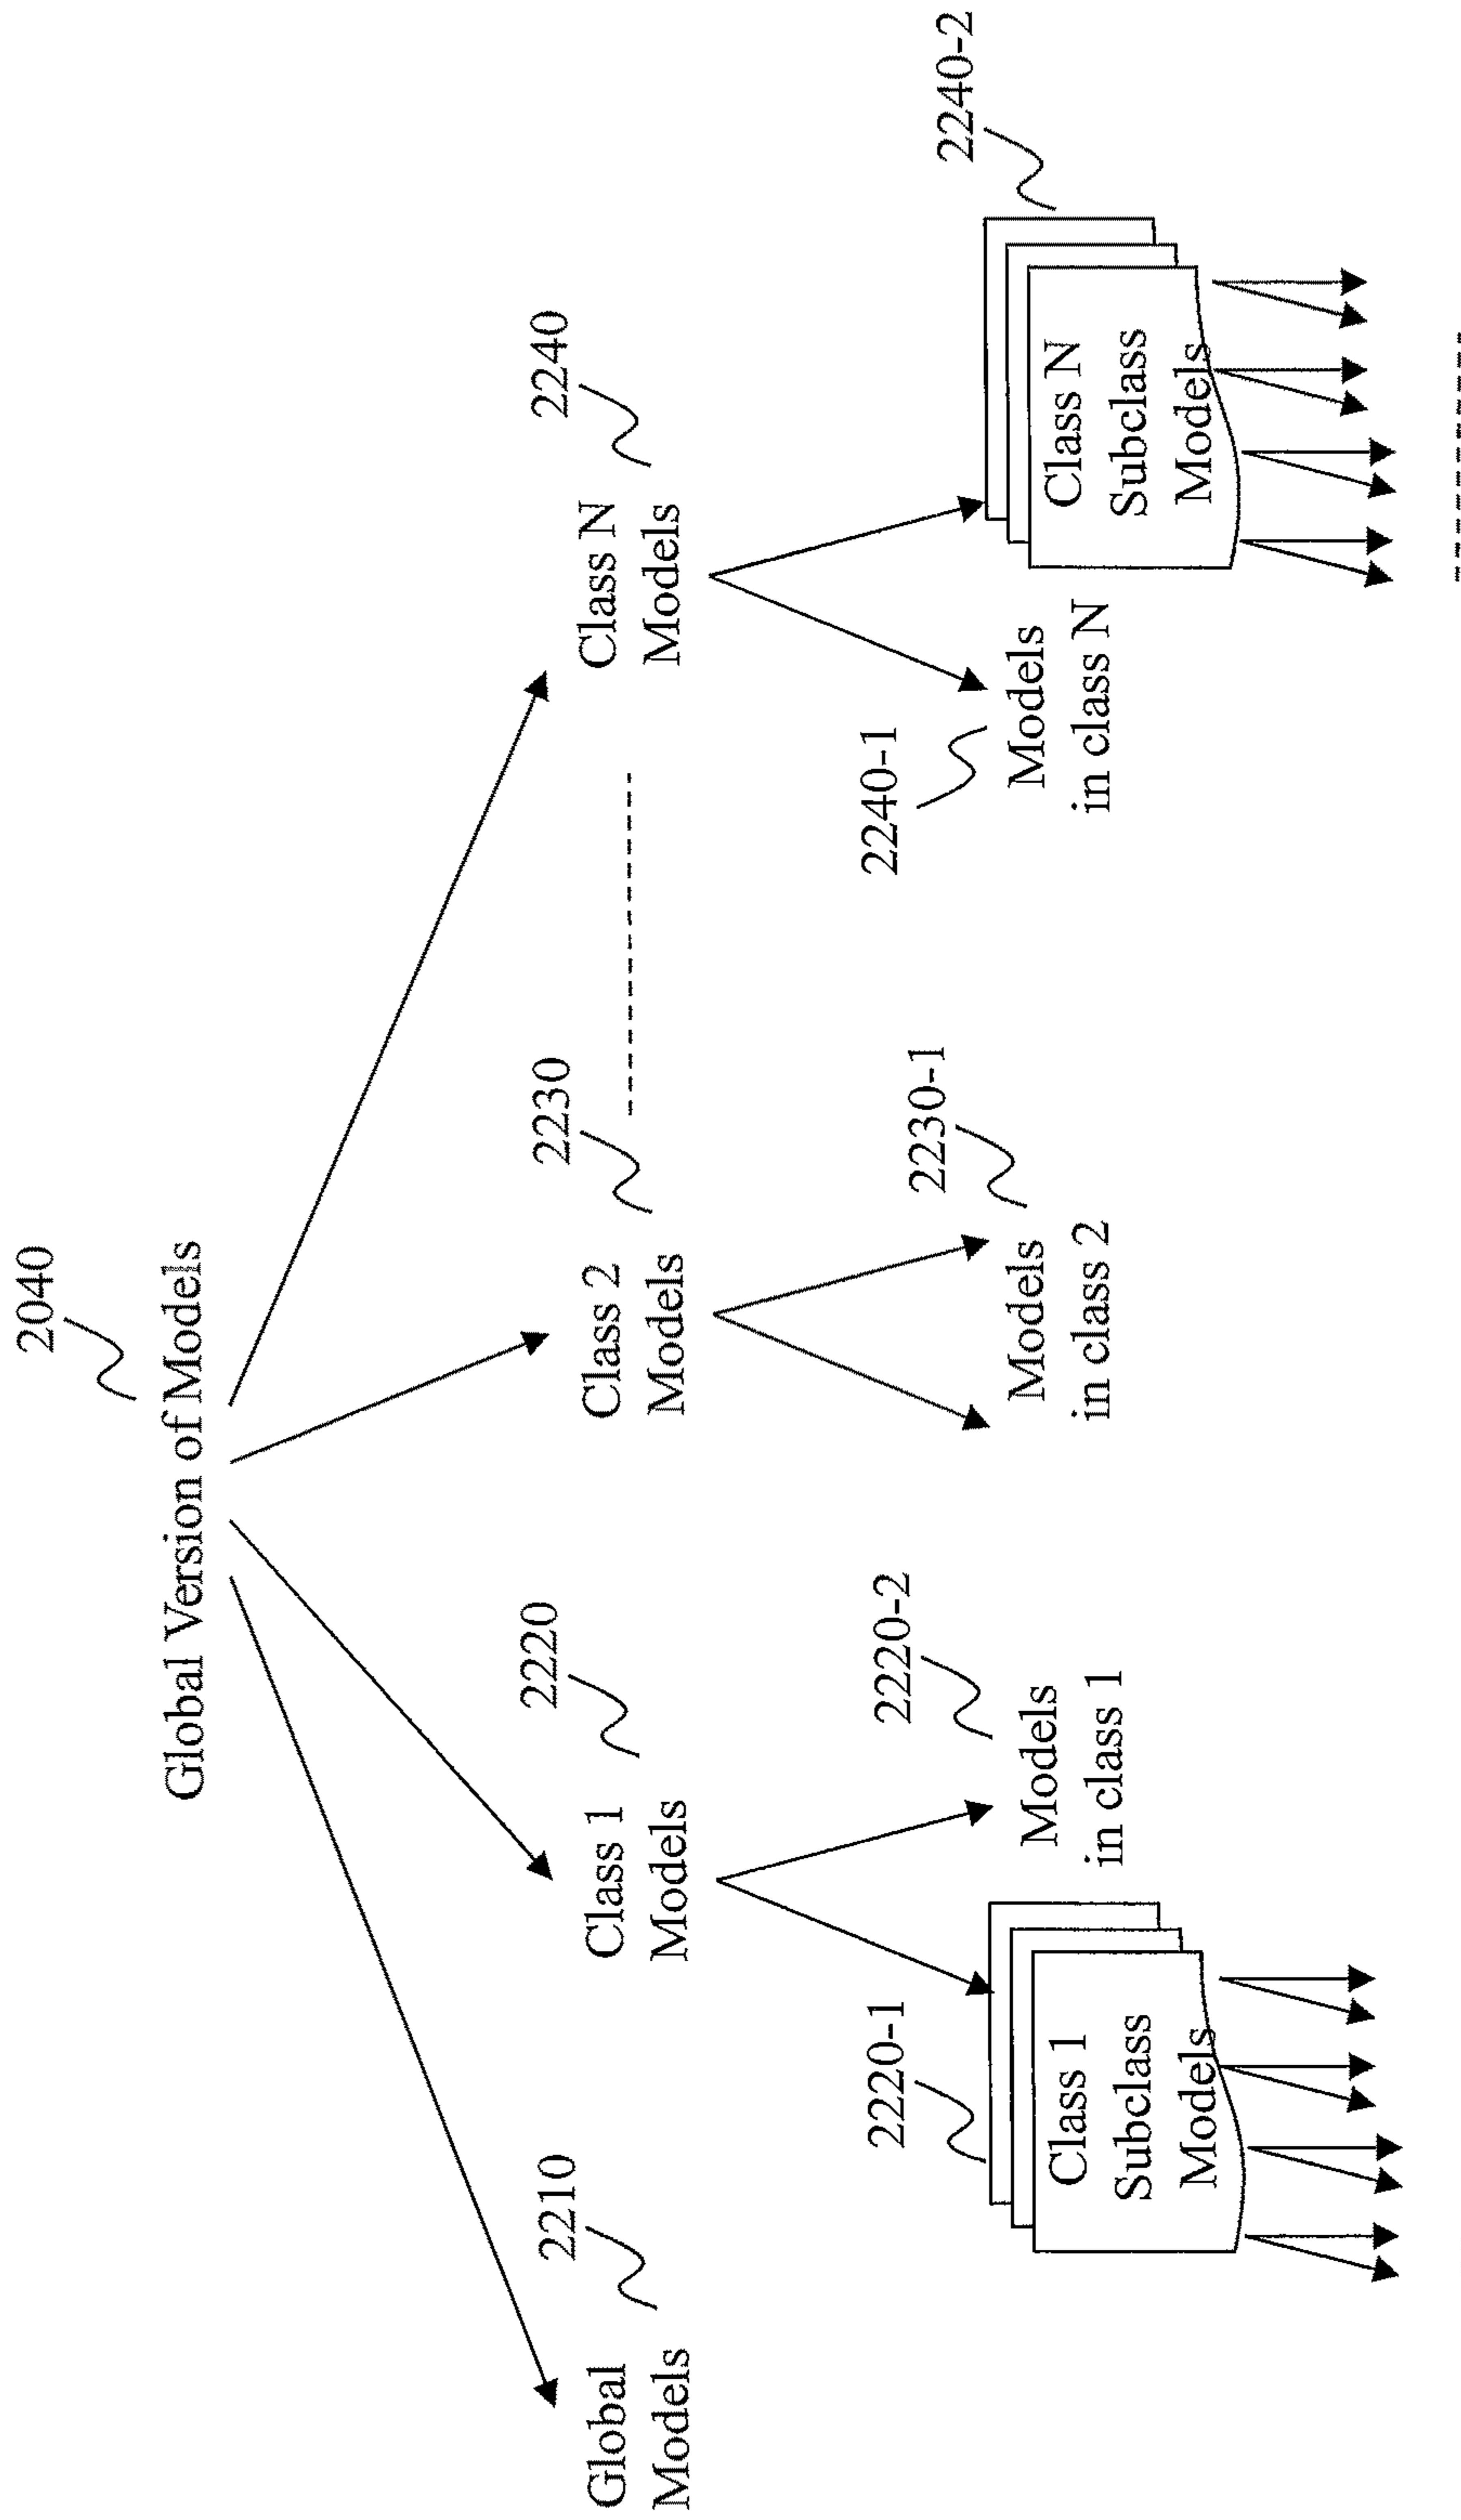 2040
Global Version of Models
2210
Global
Models
2220
Class 1
Models
2230
Class 2
Models
2240
Class N
Models
2220-1
Class 1
Subclass
Models
2220-2
Models
in class 1
2230-1
Models
in class 2
2240-1
Models
in class N
2240-2
Class N
Subclass
Models